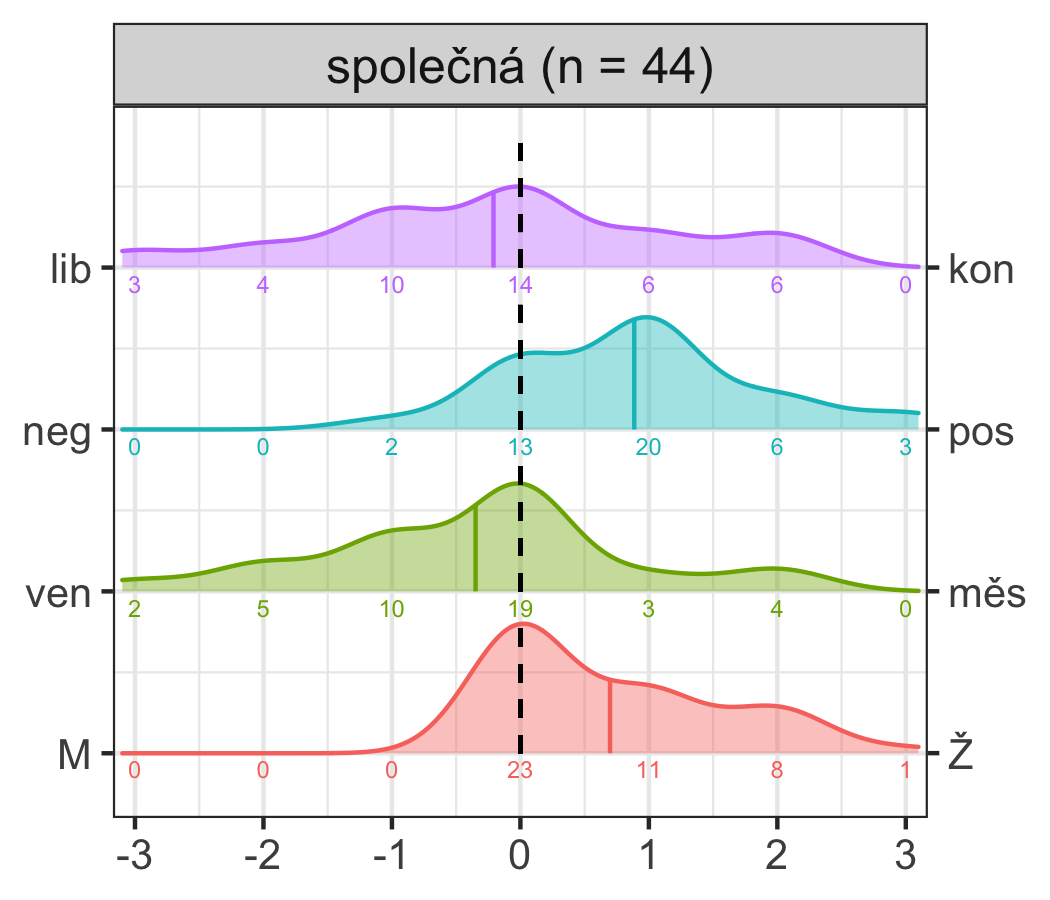 společná (n = 44)
lib kon
3 4 10 14 6 6 0
neg pos
0 0 2 13 20 6 3
ven měs
2 5 10 19 3 4 0
M Ž
0 0 0 23 11 8 1
-3 -2 -1 0 1 2 3